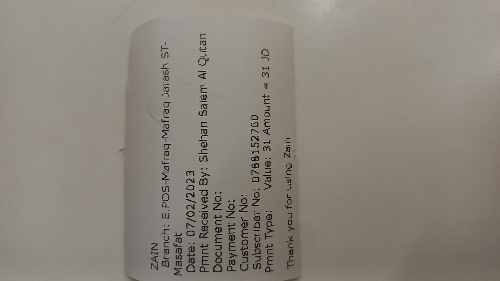 ZAIN
Branch: E.POS-Mafraq-Mafraq Jarash ST-
Masafat
Date: 07/02/2023
Pmnt Received By: Shehan Salem Al Qutan
Document No:
Payment No:
Customer No:
Subscriber No:
Pmnt Type: Value: 31 Amount = 31 JD
Thank you for using Zain